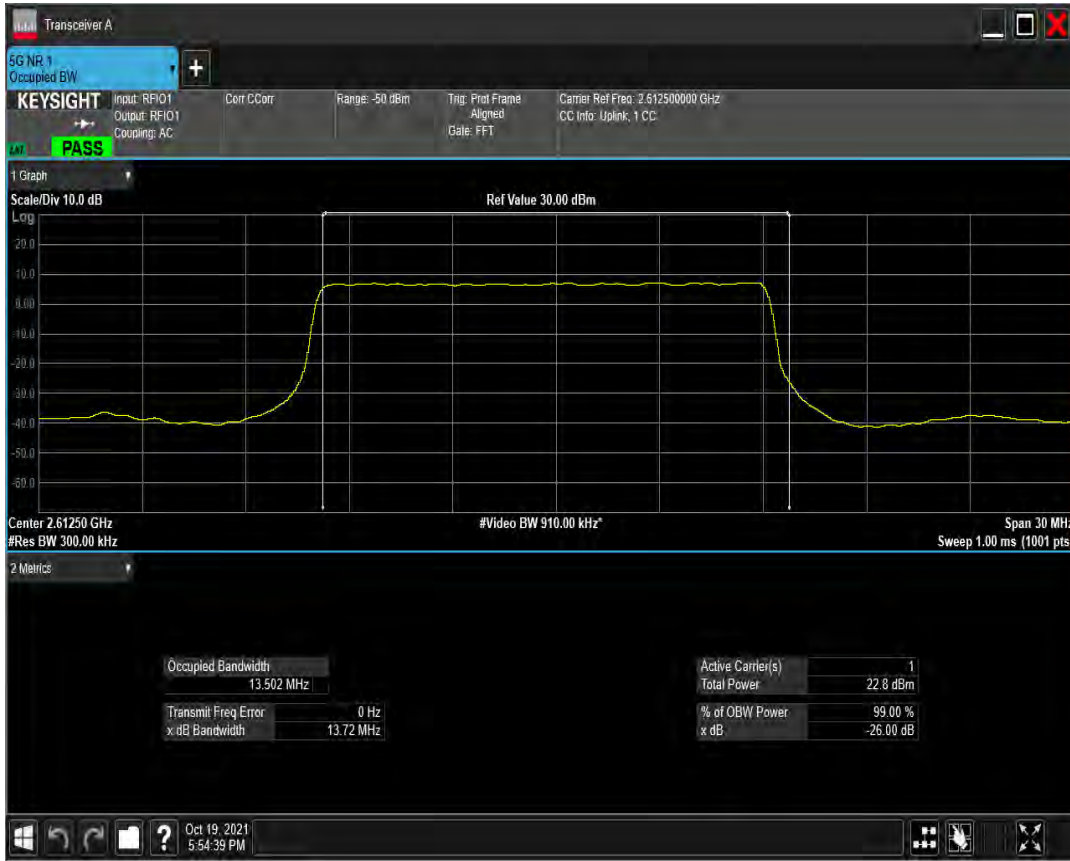 Transceiver A
5G NR 1
Occupied BW
+
KEYSIGHT
PASS
Input: RFIO1
Output: RFIO1
Coupling: AC
Corr CCorr
Range: -50 dBm
Trig: Prot Frame
Aligned
Gate: FFT
Carrier Ref Freq: 2.612500000 GHz
CC Info: Uplink, 1 CC
1 Graph
Scale/Div 10.0 dB
Ref Value 30.00 dBm
Log
20.0
10.0
0.00
-10.0
-20.0
-30.0
-40.0
-50.0
-60.0
Center 2.61250 GHz
#Video BW 910.00 kHz*
Span 30 MHz
#Res BW 300.00 kHz
Sweep 1.00 ms (1001 pts
2 Metrics
Occupied Bandwidth
13.502 MHz
Transmit Freq Error 0 Hz
x dB Bandwidth 13.72 MHz
Active Carrier(s) 1
Total Power 22.8 dBm
% of OBW Power 99.00 %
x dB -26.00 dB
?
Oct 19, 2021
5:54:39 PM